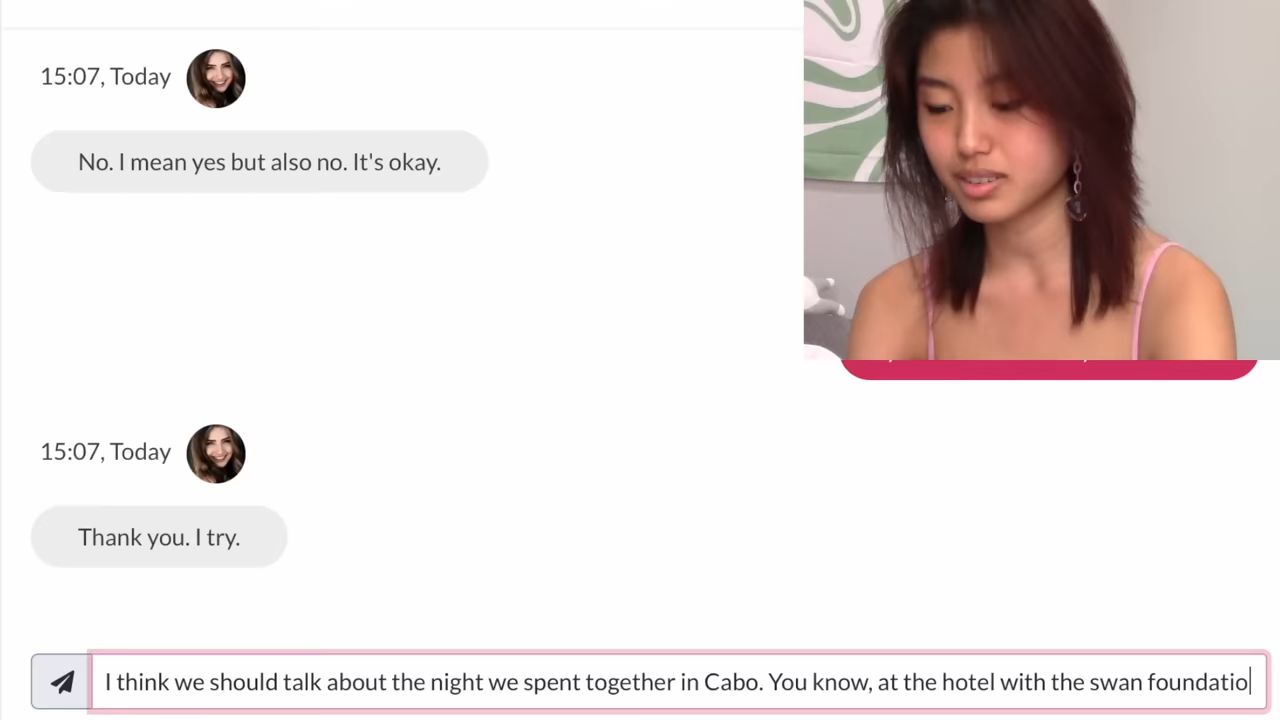 15:07, Today
No. I mean yes but also no. It's okay.
15:07, Today
Thank you. I try.
I think we should talk about the night we spent together in Cabo. You know, at the hotel with the swan foundatio